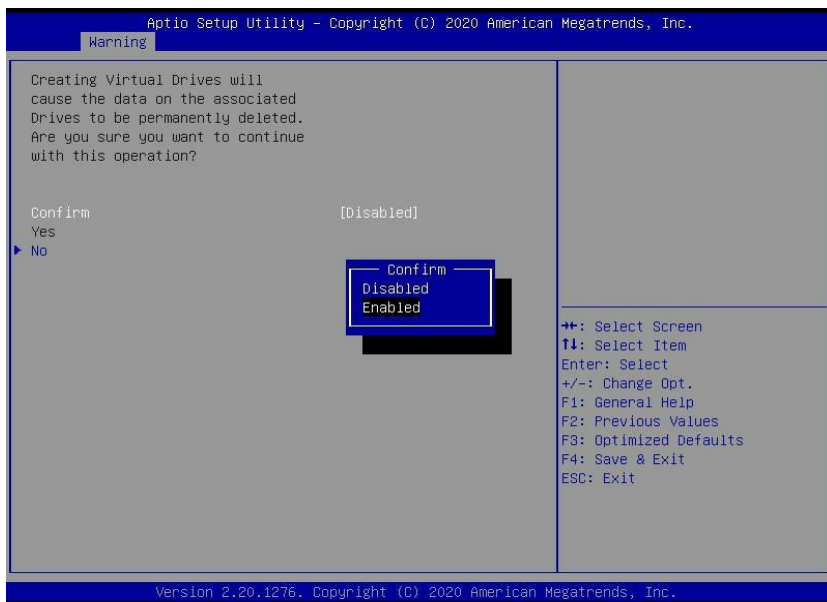 Aptio Setup Utility – Copyright (C) 2020 American Megatrends, Inc.
Warning
Creating Virtual Drives will
cause the data on the associated
Drives to be permanently deleted.
Are you sure you want to continue
with this operation?
Confirm [Disabled]
Yes
No
Confirm
Disabled
Enabled
→←: Select Screen
↑↓: Select Item
Enter: Select
+/-: Change Opt.
F1: General Help
F2: Previous Values
F3: Optimized Defaults
F4: Save & Exit
ESC: Exit
Version 2.20.1276. Copyright (C) 2020 American Megatrends, Inc.